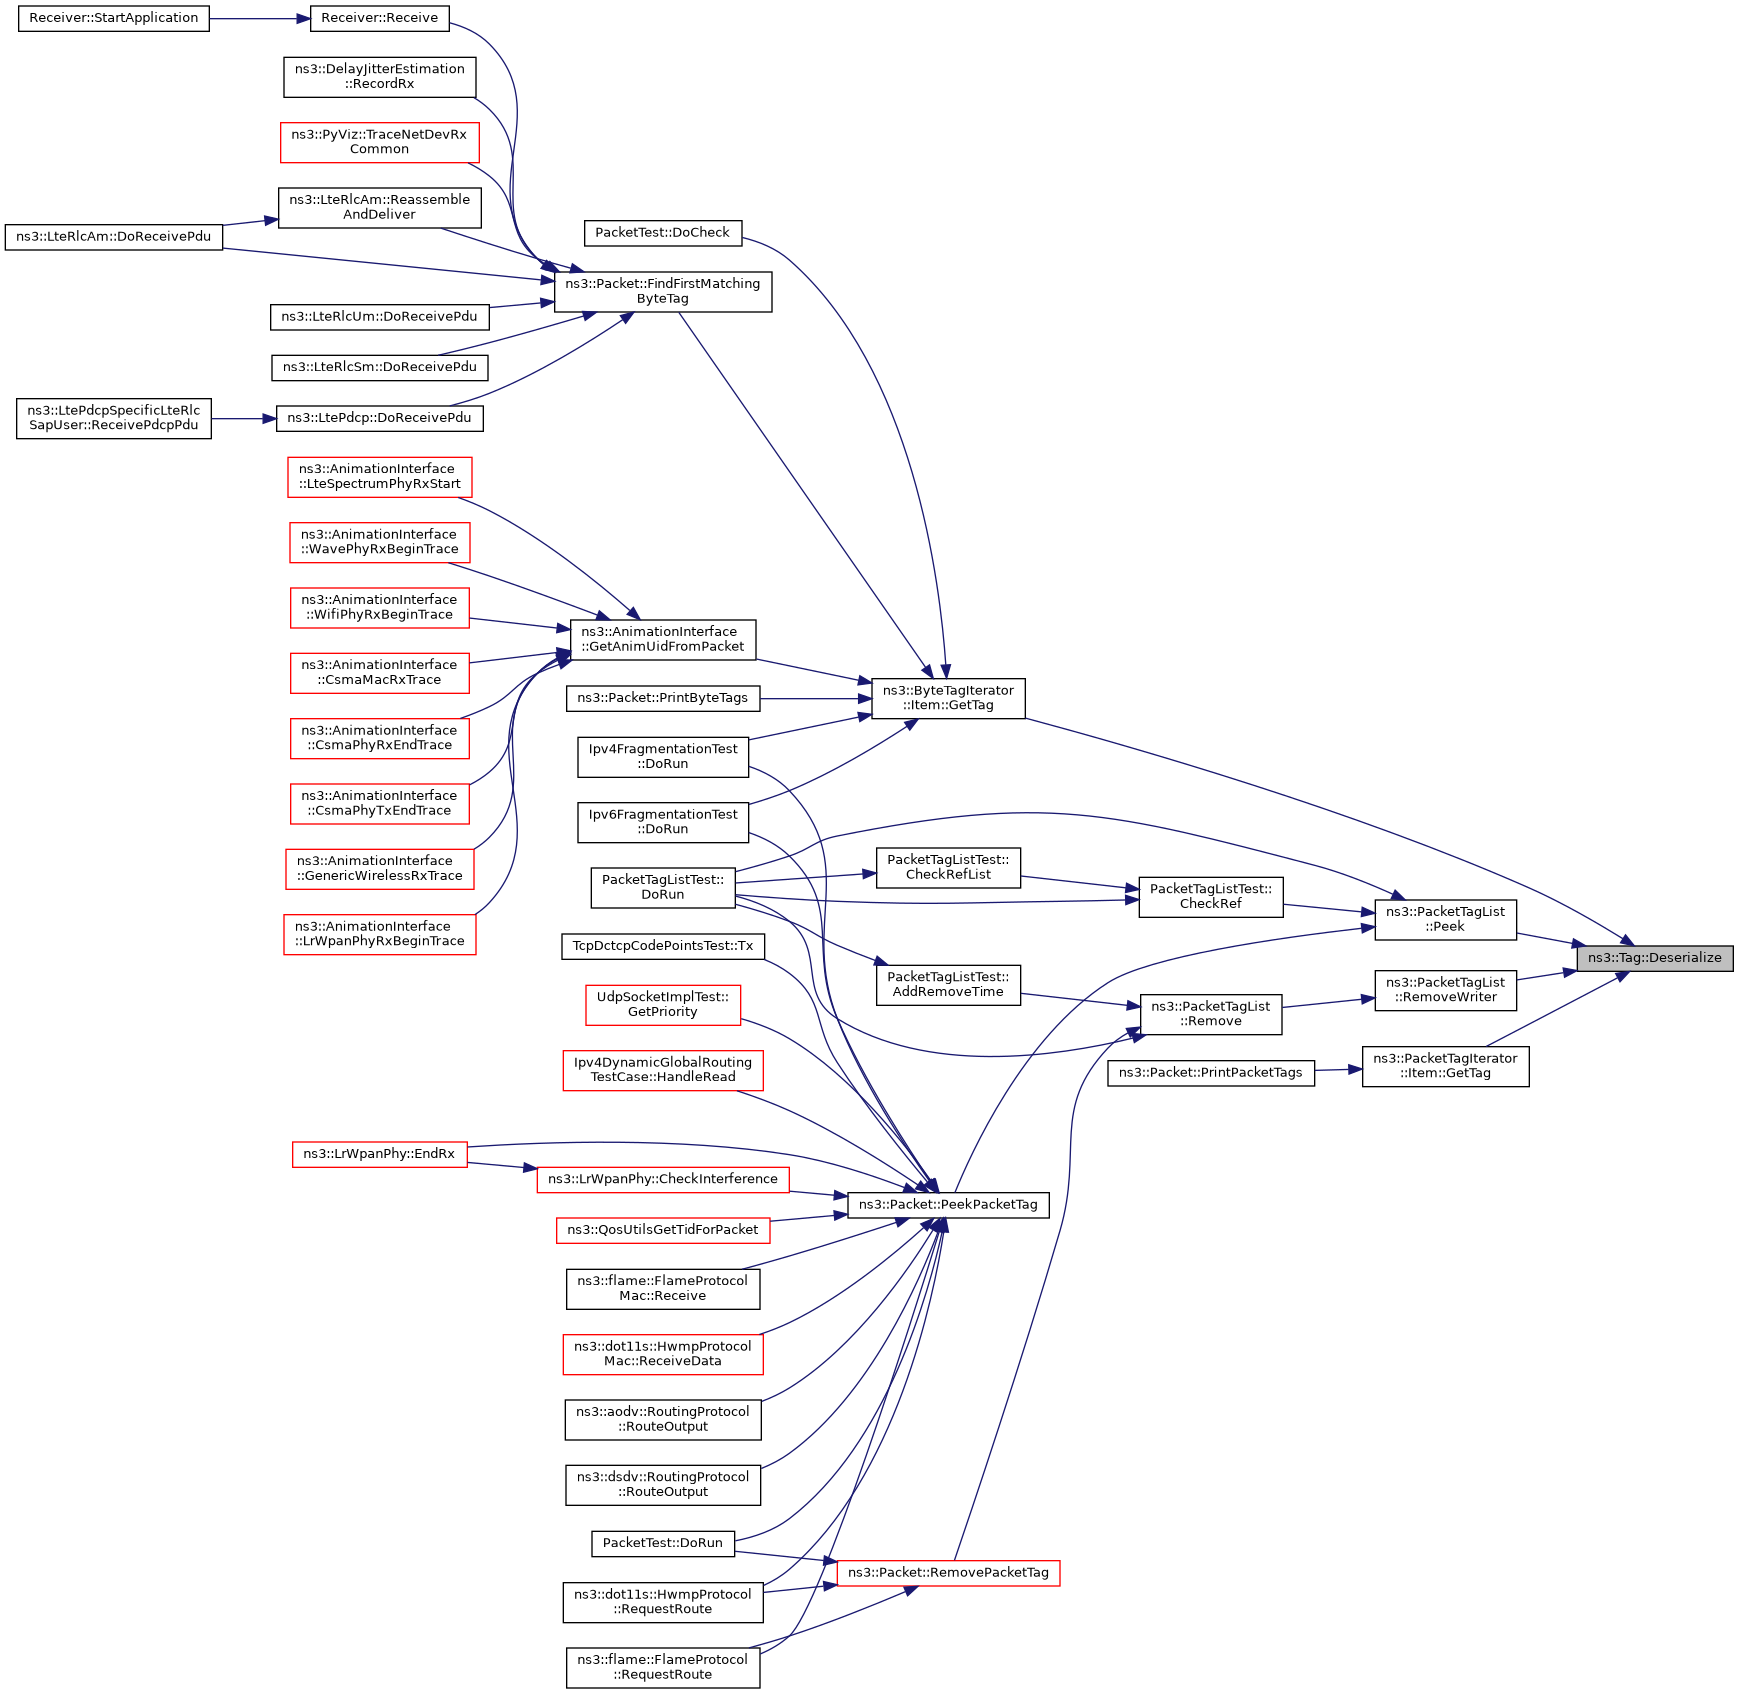 Receiver::StartApplication
Receiver::Receive
ns3::DelayJitterEstimation
::RecordRx
ns3::PyViz::TraceNetDevRx
Common
ns3::LteRlcAm::Reassemble
AndDeliver
ns3::LteRlcAm::DoReceivePdu
PacketTest::DoCheck
ns3::Packet::FindFirstMatching
ByteTag
ns3::LteRlcUm::DoReceivePdu
ns3::LteRlcSm::DoReceivePdu
ns3::LtePdcpSpecificLteRlc
SapUser::ReceivePdcpPdu
ns3::LtePdcp::DoReceivePdu
ns3::AnimationInterface
::LteSpectrumPhyRxStart
ns3::AnimationInterface
::WavePhyRxBeginTrace
ns3::AnimationInterface
::WifiPhyRxBeginTrace
ns3::AnimationInterface
::GetAnimUidFromPacket
ns3::AnimationInterface
::CsmaMacRxTrace
ns3::Packet::PrintByteTags
ns3::ByteTagIterator
::Item::GetTag
ns3::AnimationInterface
::CsmaPhyRxEndTrace
Ipv4FragmentationTest
::DoRun
ns3::AnimationInterface
::CsmaPhyTxEndTrace
Ipv6FragmentationTest
::DoRun
ns3::AnimationInterface
::GenericWirelessRxTrace
PacketTagListTest::
DoRun
PacketTagListTest::
CheckRefList
PacketTagListTest::
CheckRef
ns3::PacketTagList
::Peek
ns3::AnimationInterface
::LrWpanPhyRxBeginTrace
TcpDctcpCodePointsTest::Tx
ns3::Tag::Deserialize
PacketTagListTest::
AddRemoveTime
ns3::PacketTagList
::RemoveWriter
UdpSocketImplTest::
GetPriority
ns3::PacketTagList
::Remove
Ipv4DynamicGlobalRouting
TestCase::HandleRead
ns3::Packet::PrintPacketTags
ns3::PacketTagIterator
::Item::GetTag
ns3::LrWpanPhy::EndRx
ns3::LrWpanPhy::CheckInterference
ns3::Packet::PeekPacketTag
ns3::QosUtilsGetTidForPacket
ns3::flame::FlameProtocol
Mac::Receive
ns3::dot11s::HwmpProtocol
Mac::ReceiveData
ns3::aodv::RoutingProtocol
::RouteOutput
ns3::dsdv::RoutingProtocol
::RouteOutput
PacketTest::DoRun
ns3::Packet::RemovePacketTag
ns3::dot11s::HwmpProtocol
::RequestRoute
ns3::flame::FlameProtocol
::RequestRoute